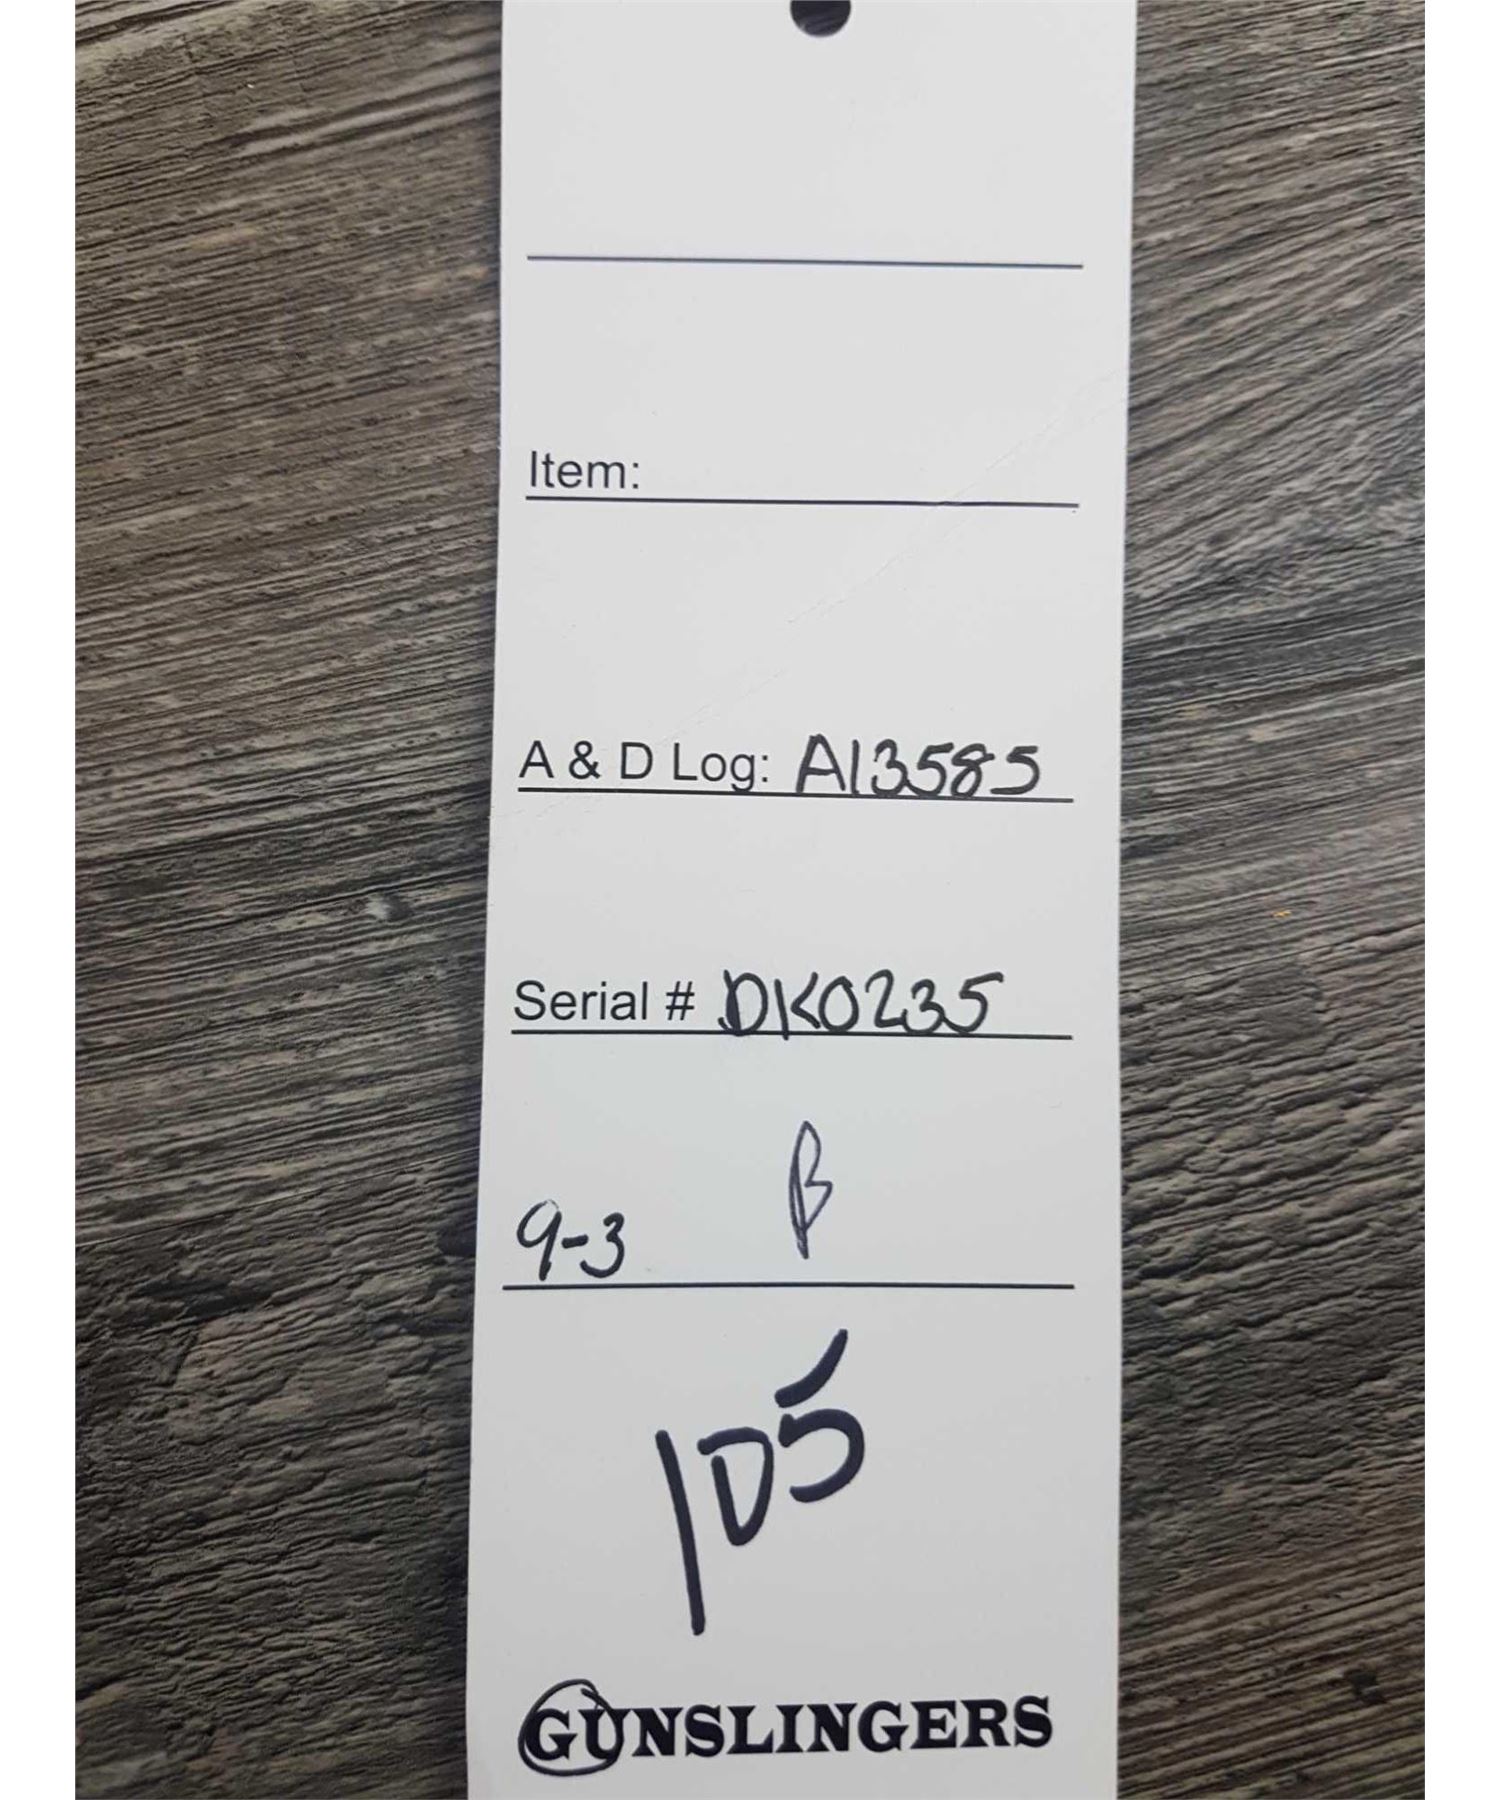 Item:
A & D Log: A13585
Serial # DK0235
9-3 B
105
GUNSLINGERS